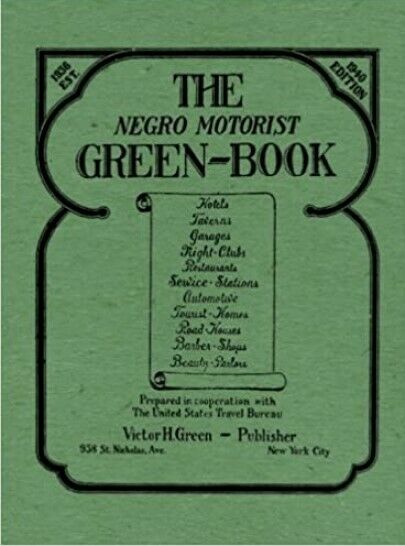 1936
EST.
1940
EDITION
THE
NEGRO MOTORIST
GREEN-BOOK
Hotels
Taverns
Garages
Night-Clubs
Restaurants
Service-Stations
Automotive
Tourist-Homes
Road-Houses
Barber-Shops
Beauty-Parlors
Prepared in cooperation with
The United States Travel Bureau
Victor H. Green - Publisher
938 St. Nicholas, Ave. New York City